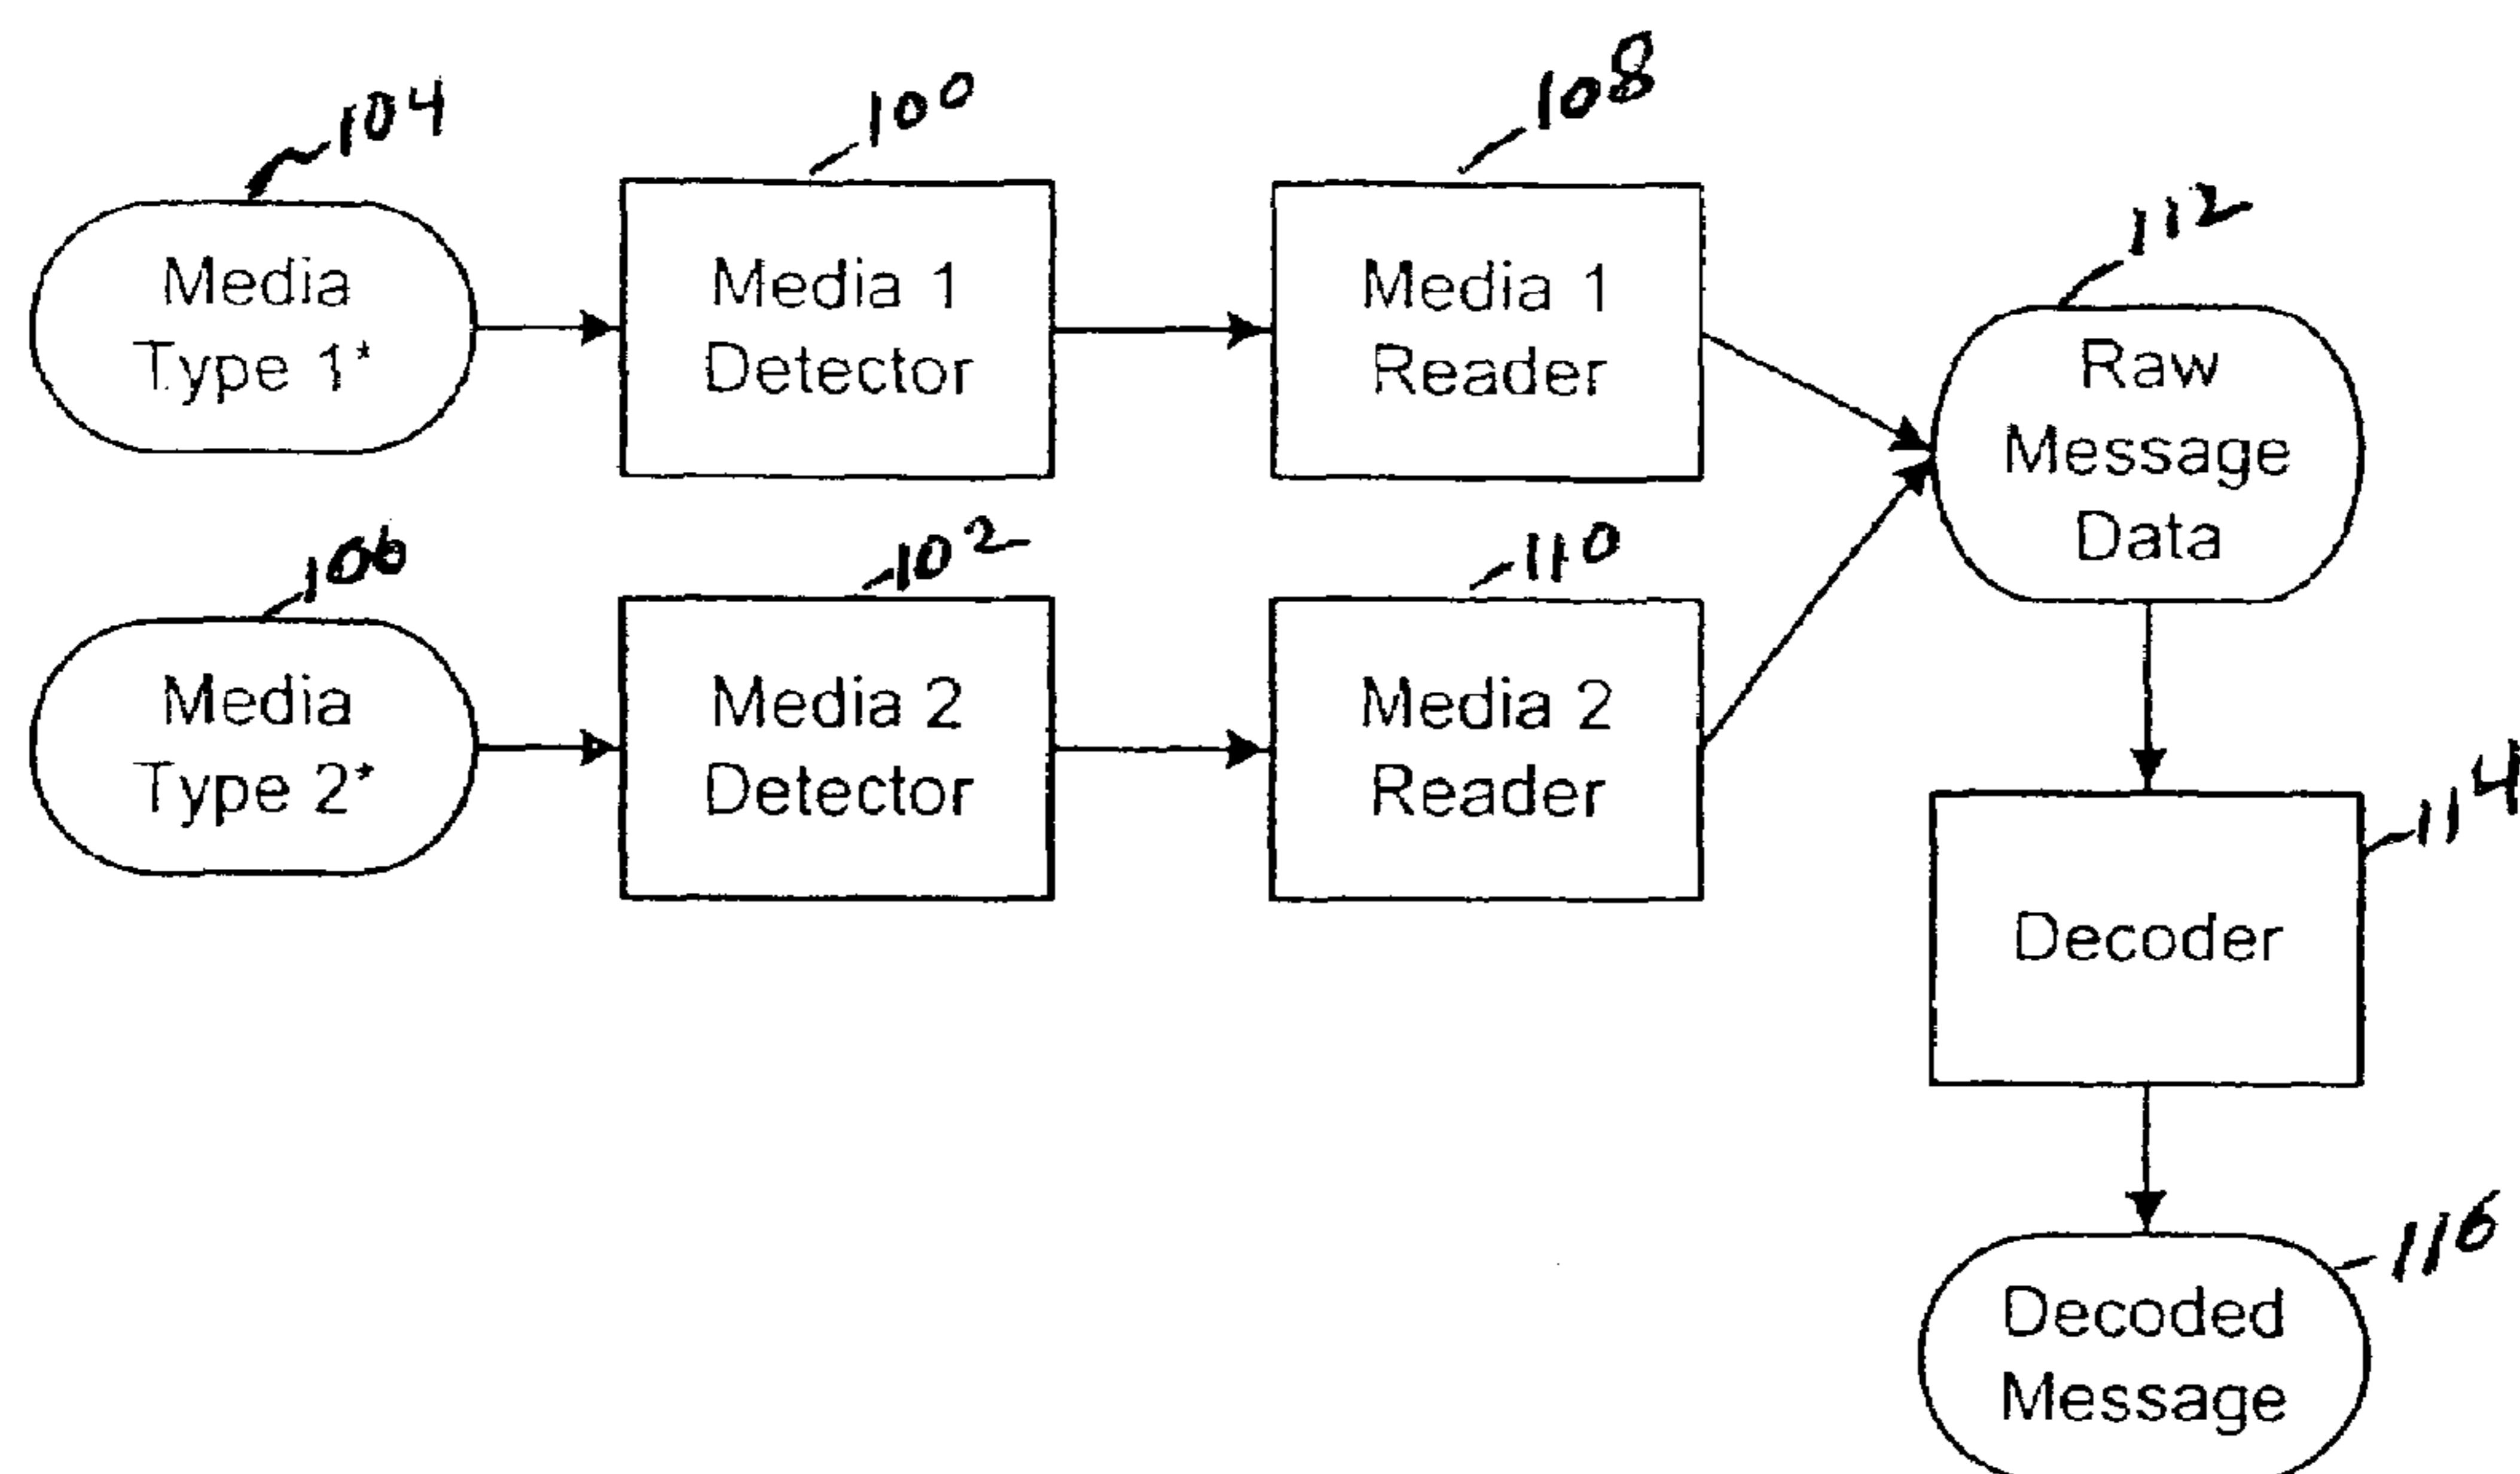 104
100
108
112
Media
Type 1*
Media 1
Detector
Media 1
Reader
Raw
Message
Data
106
102
110
Media
Type 2*
Media 2
Detector
Media 2
Reader
114
Decoder
116
Decoded
Message